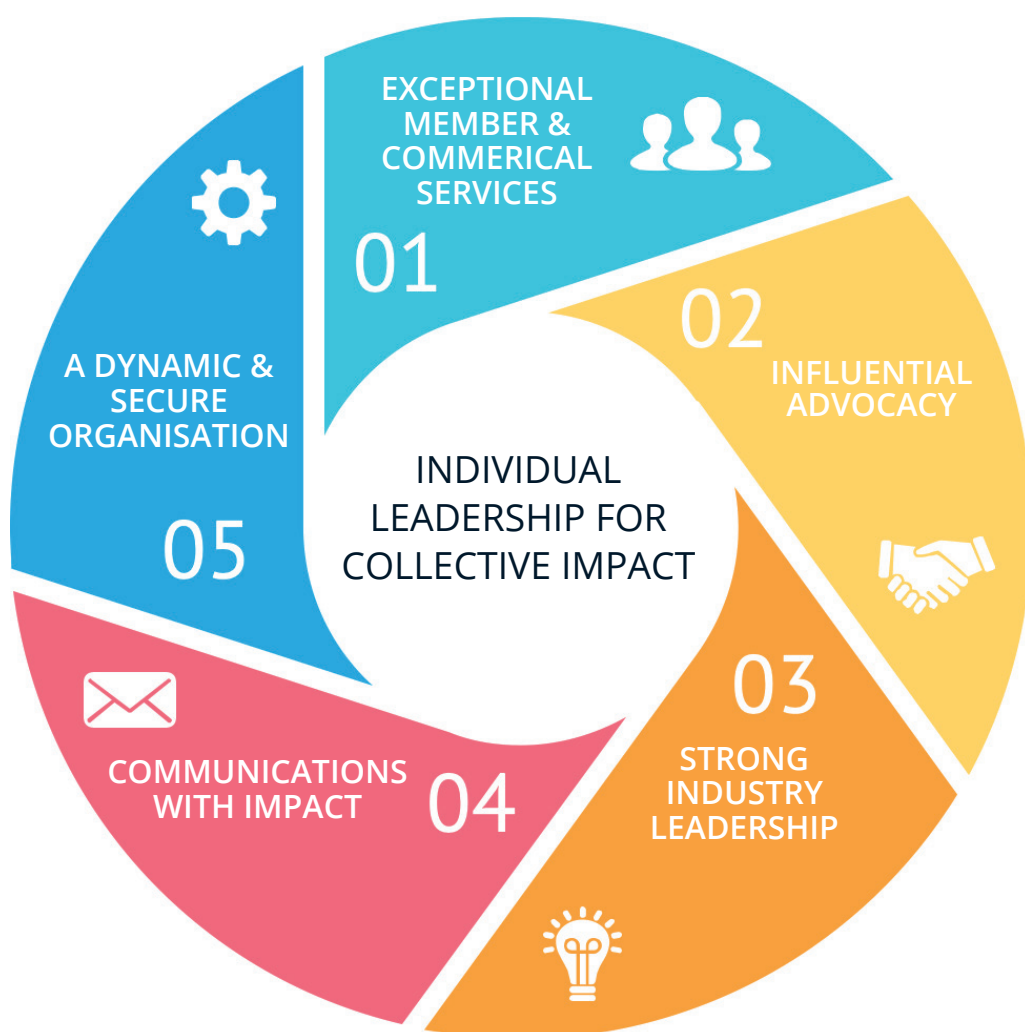 EXCEPTIONAL
MEMBER &
COMMERICAL
SERVICES
01
02
INFLUENTIAL
ADVOCACY
03
STRONG
INDUSTRY
LEADERSHIP
04
COMMUNICATIONS
WITH IMPACT
05
A DYNAMIC &
SECURE
ORGANISATION
INDIVIDUAL
LEADERSHIP FOR
COLLECTIVE IMPACT